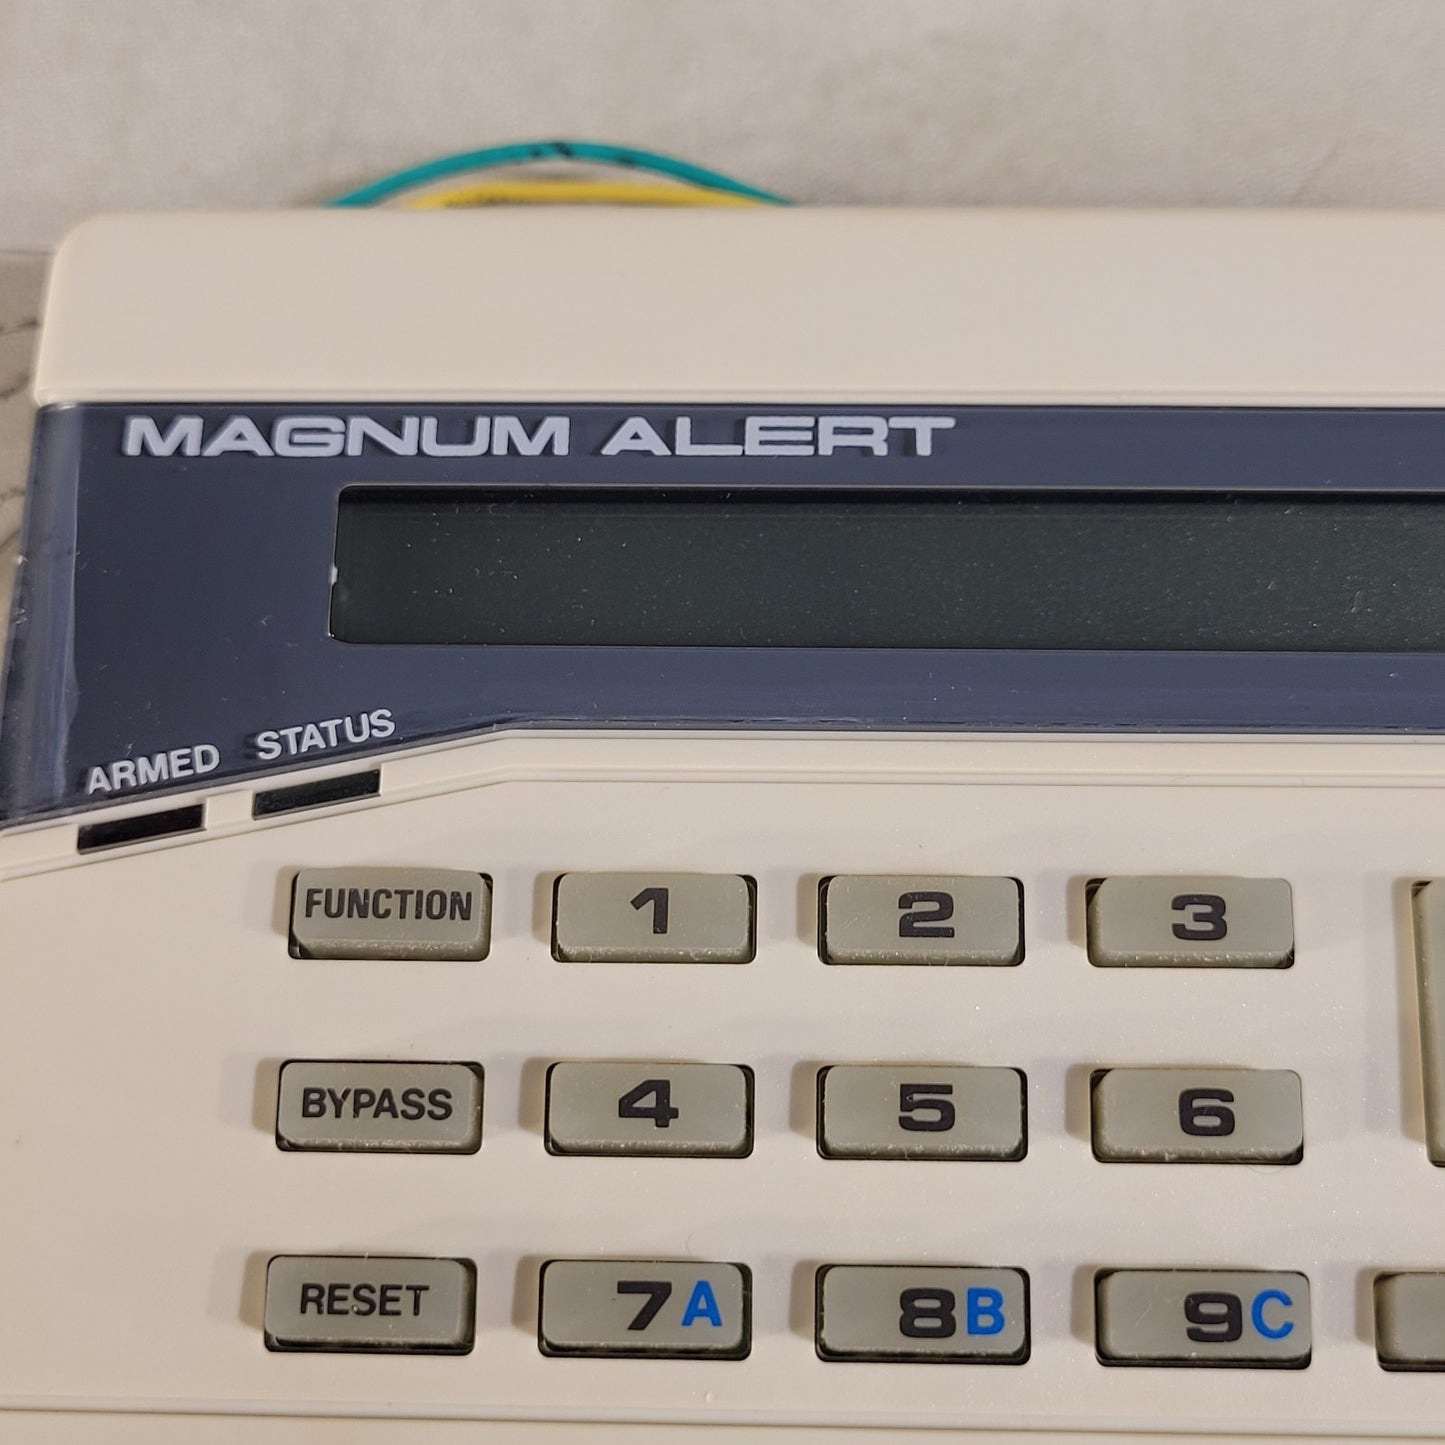 MAGNUM ALERT
ARMED STATUS
FUNCTION 1 2 3
BYPASS 4 5 6
RESET 7A 8B 9C